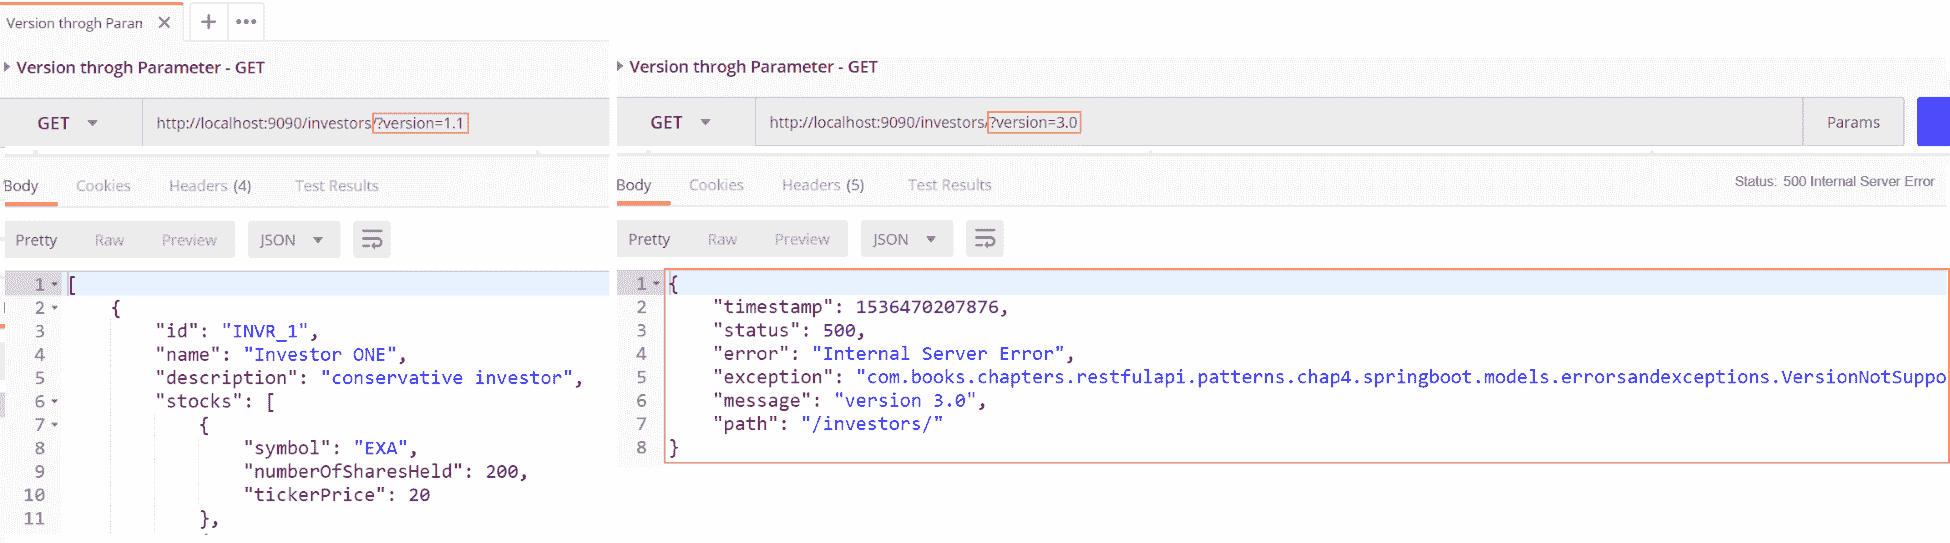 Version throgh Paran
Version throgh Parameter - GET
GET
http://localhost:9090/investors/?version=1.1
Body Cookies Headers (4) Test Results
Pretty Raw Preview JSON
1 [
2 {
3 "id": "INVR_1",
4 "name": "Investor ONE",
5 "description": "conservative investor",
6 "stocks": [
7 {
8 "symbol": "EXA",
9 "numberOfSharesHeld": 200,
10 "tickerPrice": 20
11 },
Version throgh Parameter - GET
GET
http://localhost:9090/investors/?version=3.0
Params
Body Cookies Headers (5) Test Results
Status: 500 Internal Server Error
Pretty Raw Preview JSON
1 {
2 "timestamp": 1536470207876,
3 "status": 500,
4 "error": "Internal Server Error",
5 "exception": "com.books.chapters.restfulapi.patterns.chap4.springboot.models.errorsandexceptions.VersionNotSuppo
6 "message": "version 3.0",
7 "path": "/investors/"
8 }